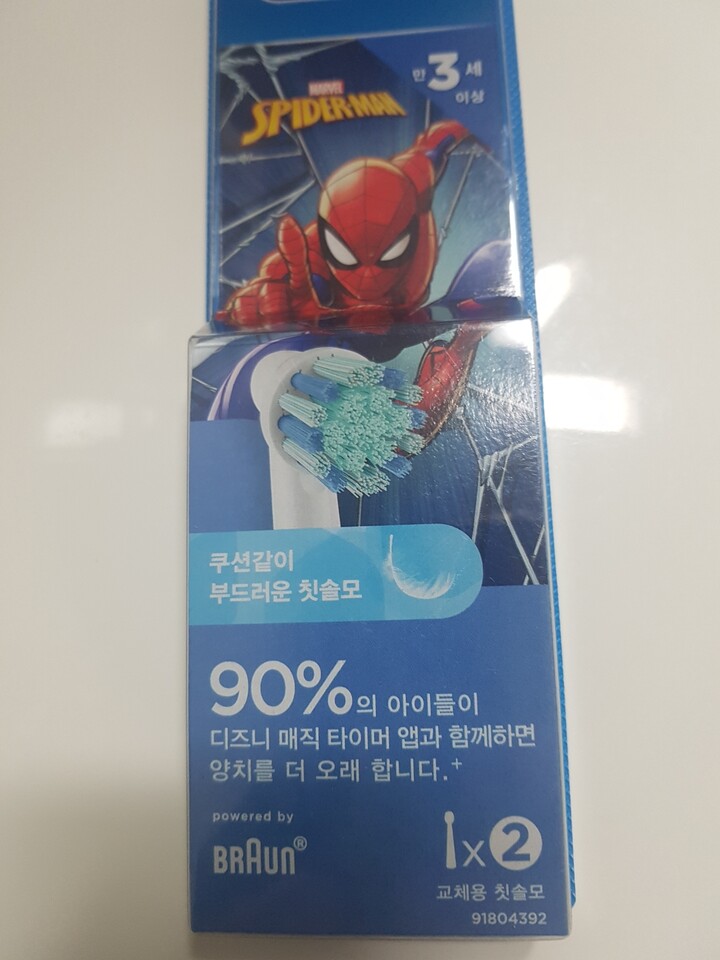 만 3 세
이상
MARVEL
SPIDER-MAN
쿠션같이
부드러운 칫솔모
90%의 아이들이
디즈니 매직 타이머 앱과 함께하면
양치를 더 오래 합니다.+
powered by
BRAUN®
x 2
교체용 칫솔모
91804392